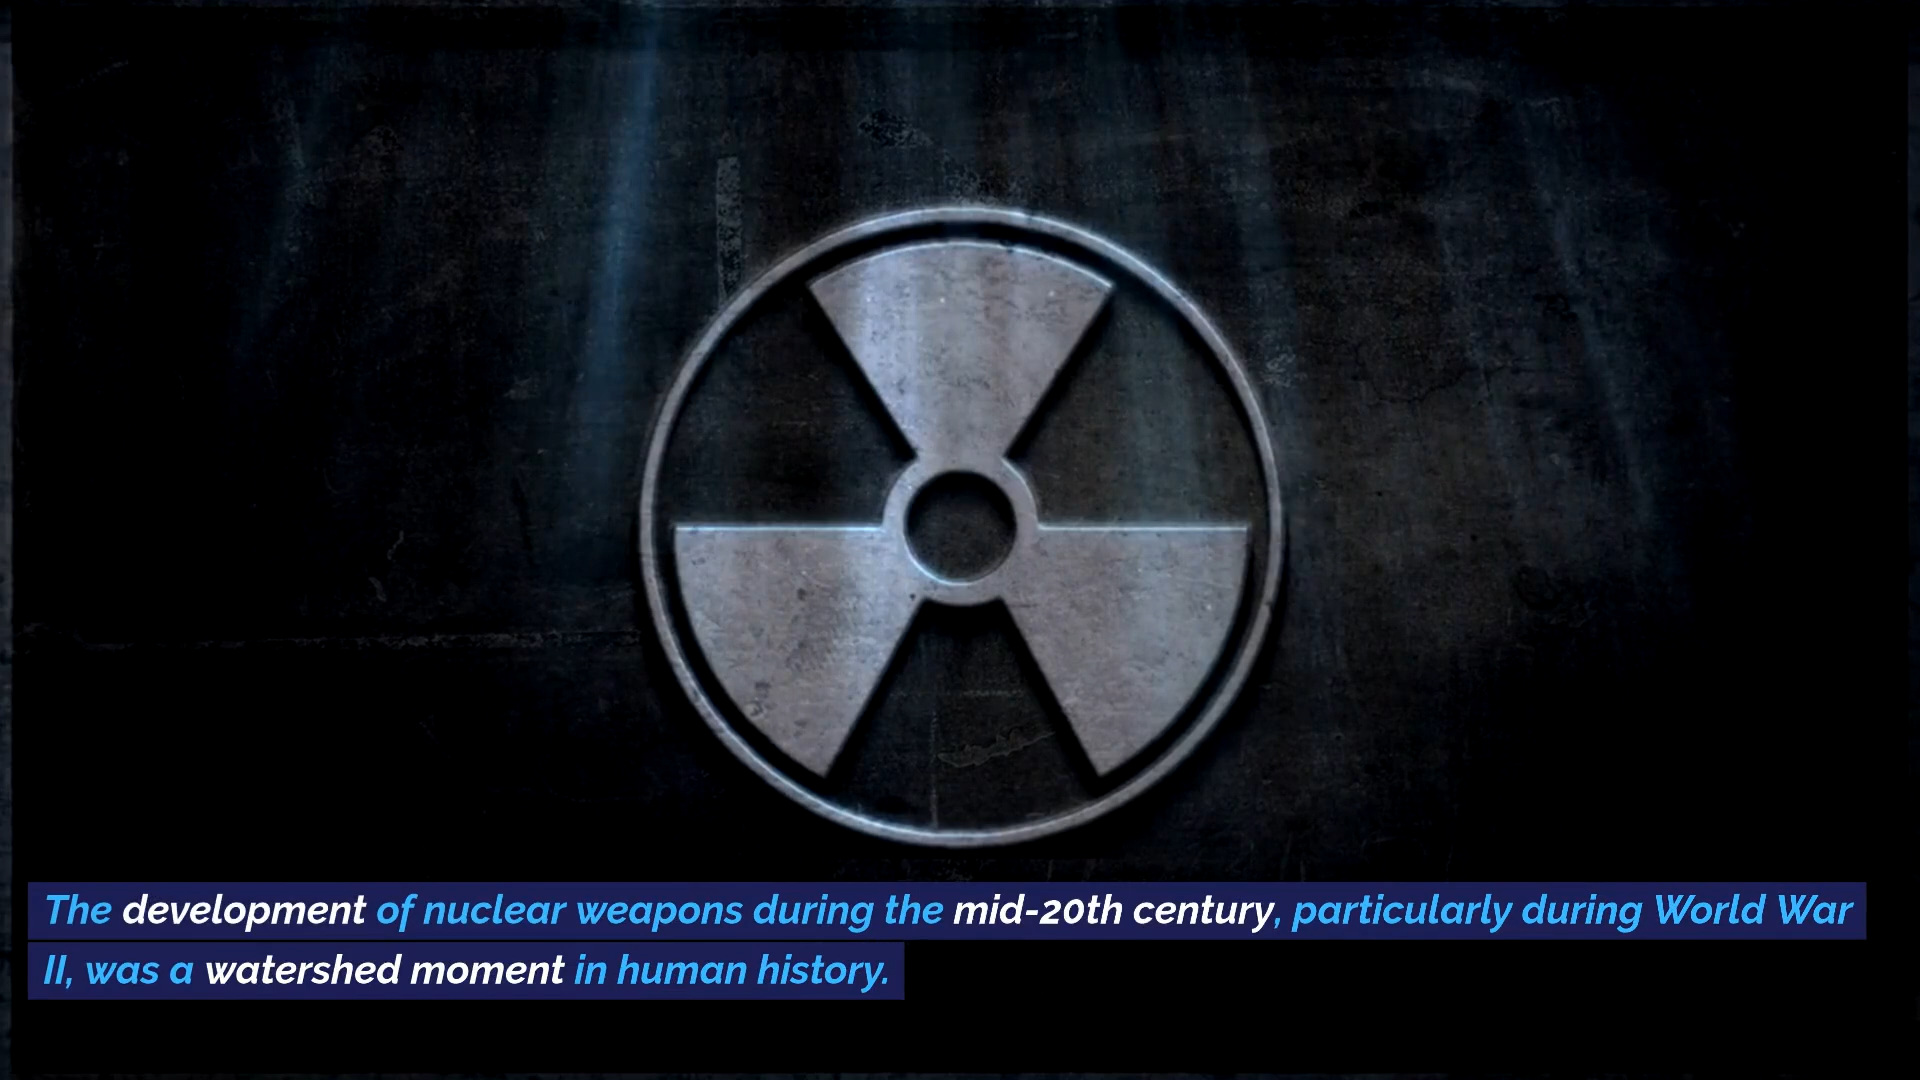 The development of nuclear weapons during the mid-20th century, particularly during World War
II, was a watershed moment in human history.